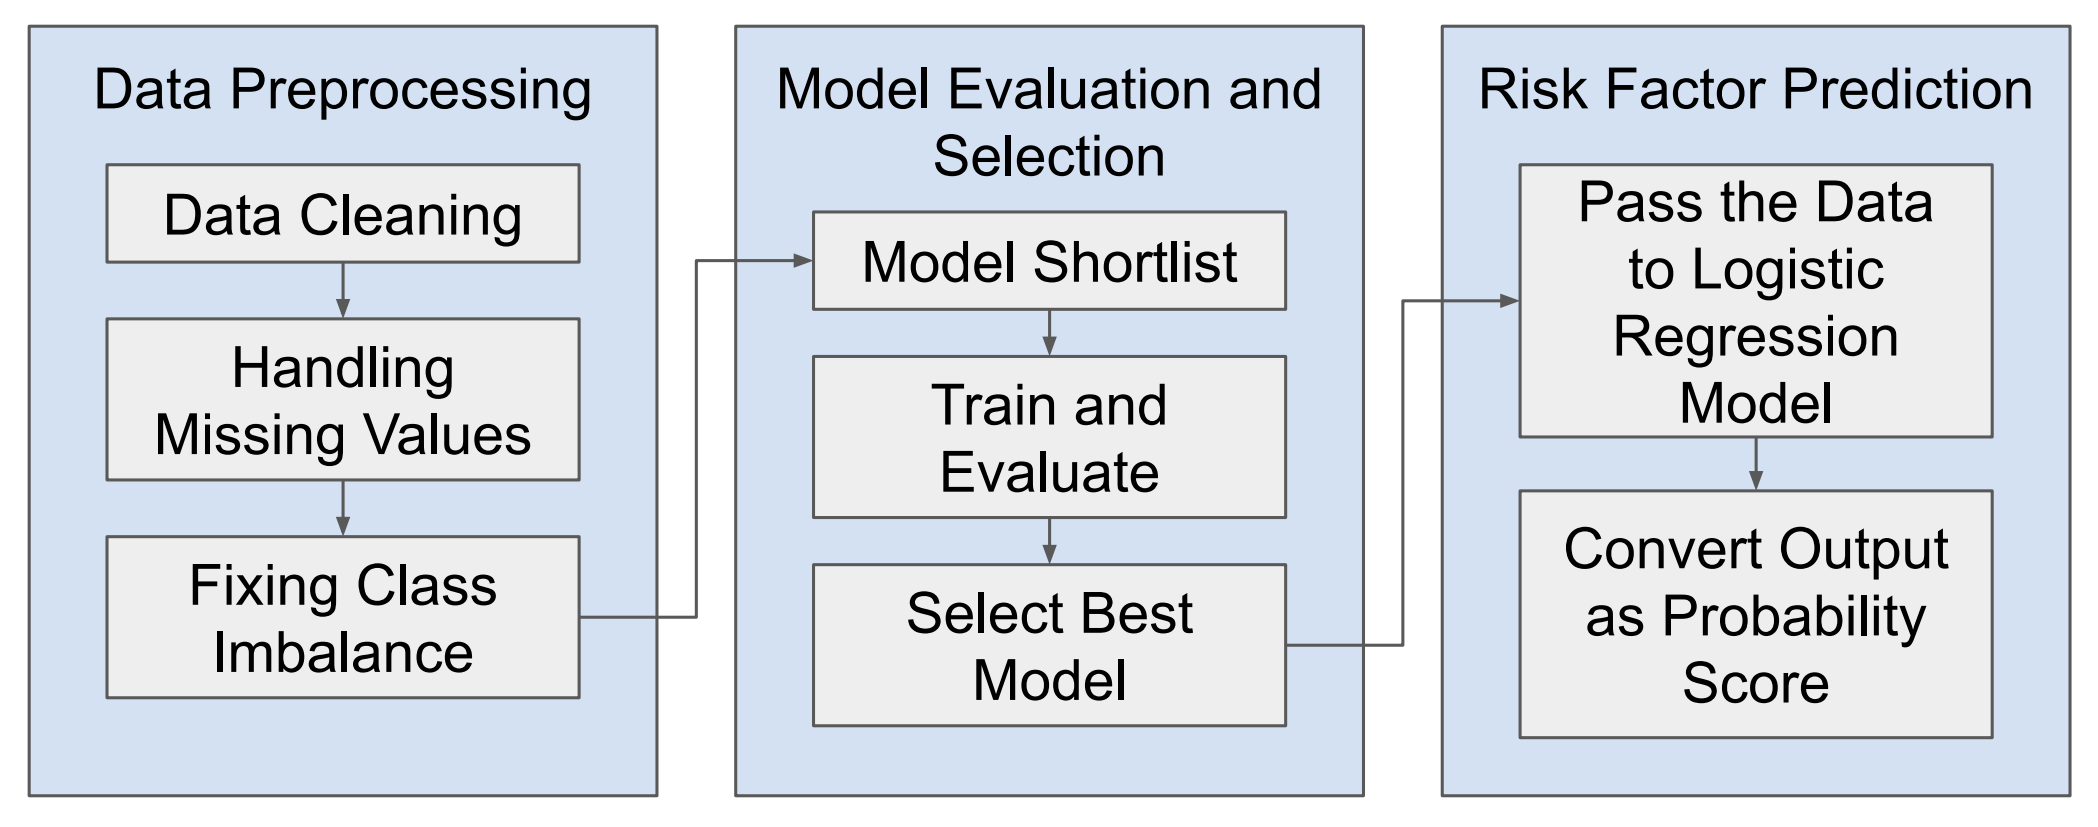 Data Preprocessing
Data Cleaning
Handling
Missing Values
Fixing Class
Imbalance
Model Evaluation and
Selection
Model Shortlist
Train and
Evaluate
Select Best
Model
Risk Factor Prediction
Pass the Data
to Logistic
Regression
Model
Convert Output
as Probability
Score